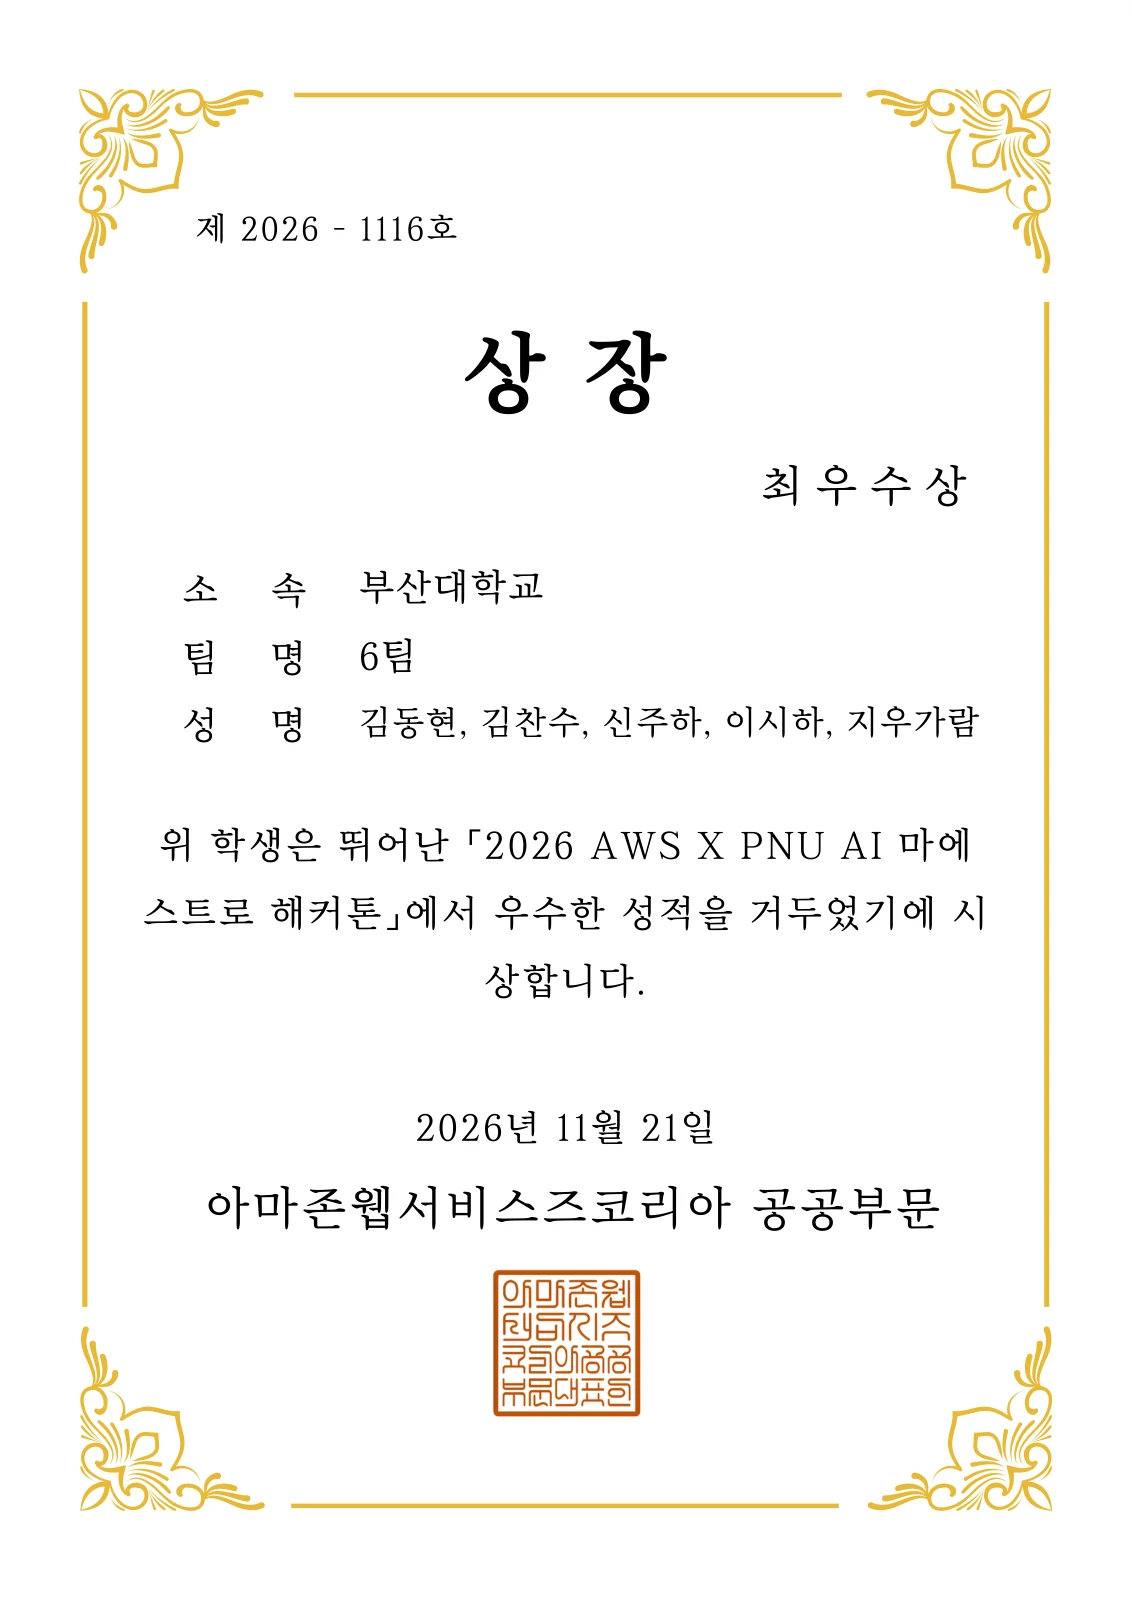 제 2026 - 1116호
상 장
최우수상
소 속 부산대학교
팀 명 6팀
성 명 김동현, 김찬수, 신주하, 이시하, 지우가람
위 학생은 뛰어난 「2026 AWS X PNU AI 마에
스트로 해커톤」에서 우수한 성적을 거두었기에 시
상합니다.
2026년 11월 21일
아마존웹서비스즈코리아 공공부문
아마존웹